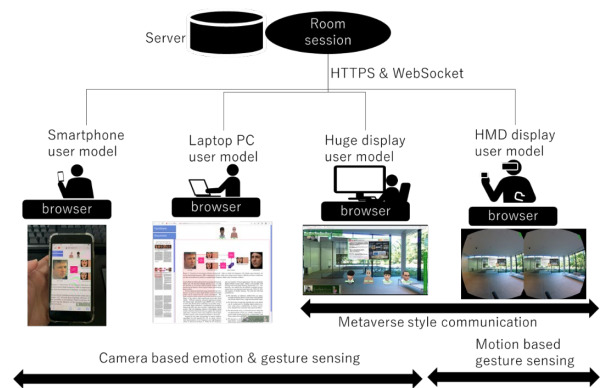 Server
Room
session
HTTPS & WebSocket
Smartphone
user model
Laptop PC
user model
Huge display
user model
HMD display
user model
browser
browser
browser
browser
Metaverse style communication
Camera based emotion & gesture sensing
Motion based
gesture sensing